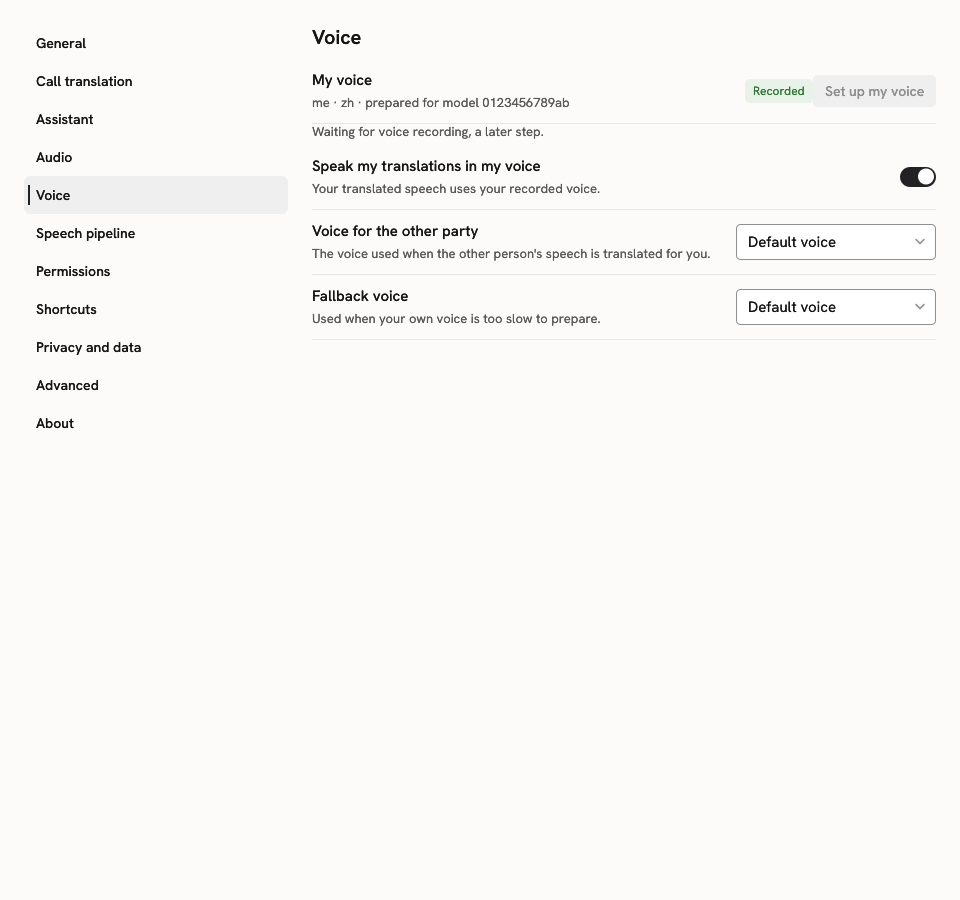 General
Call translation
Assistant
Audio
Voice
Speech pipeline
Permissions
Shortcuts
Privacy and data
Advanced
About
Voice
My voice
me · zh · prepared for model 0123456789ab
Recorded
Set up my voice
Waiting for voice recording, a later step.
Speak my translations in my voice
Your translated speech uses your recorded voice.
Voice for the other party
The voice used when the other person's speech is translated for you.
Default voice
Fallback voice
Used when your own voice is too slow to prepare.
Default voice